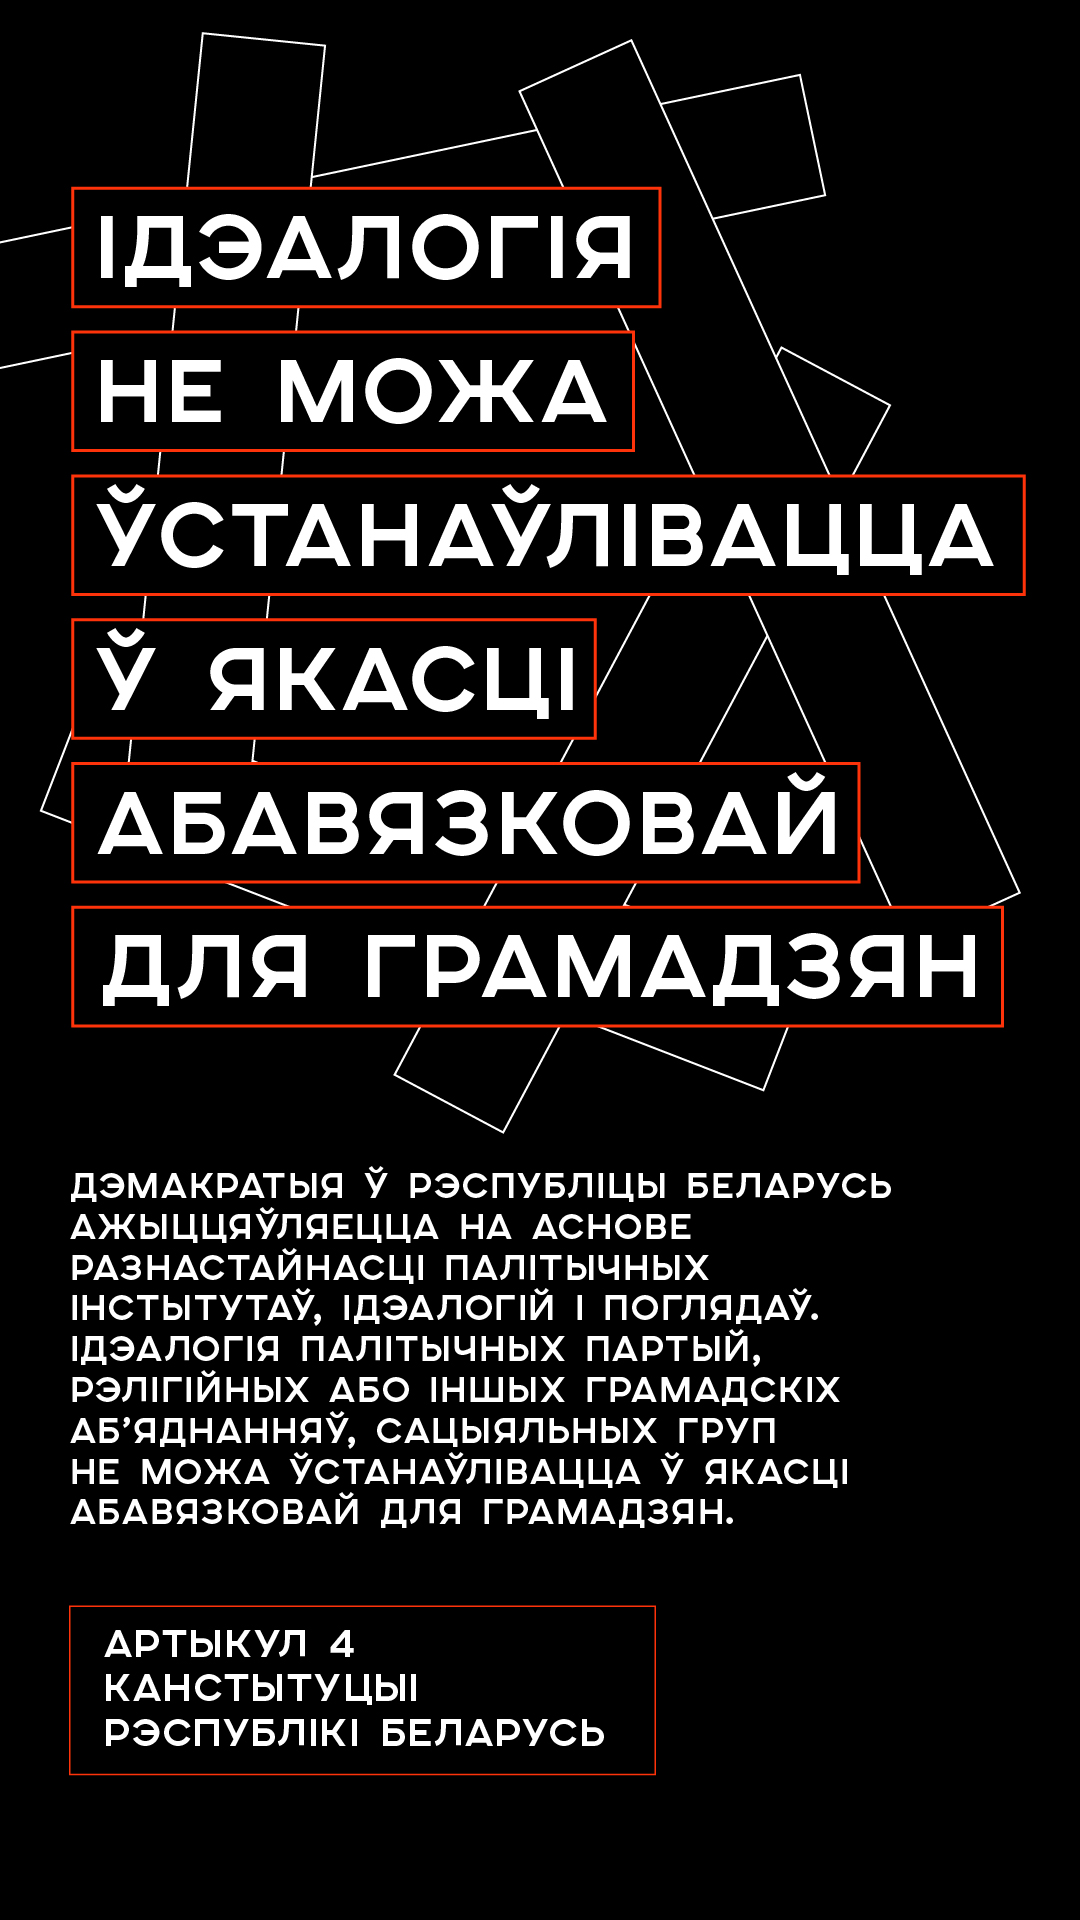 ІДЭАЛОГІЯ
НЕ МОЖА
ЎСТАНАЎЛІВАЦЦА
Ў ЯКАСЦІ
АБАВЯЗКОВАЙ
ДЛЯ ГРАМАДЗЯН
ДЭМАКРАТЫЯ Ў РЭСПУБЛІЦЫ БЕЛАРУСЬ
АЖЫЦЦЯЎЛЯЕЦЦА НА АСНОВЕ
РАЗНАСТАЙНАСЦІ ПАЛІТЫЧНЫХ
ІНСТЫТУТАЎ, ІДЭАЛОГІЙ І ПОГЛЯДАЎ.
ІДЭАЛОГІЯ ПАЛІТЫЧНЫХ ПАРТЫЙ,
РЭЛІГІЙНЫХ АБО ІНШЫХ ГРАМАДСКІХ
АБ’ЯДНАННЯЎ, САЦЫЯЛЬНЫХ ГРУП
НЕ МОЖА ЎСТАНАЎЛІВАЦЦА Ў ЯКАСЦІ
АБАВЯЗКОВАЙ ДЛЯ ГРАМАДЗЯН.
АРТЫКУЛ 4
КАНСТЫТУЦЫІ
РЭСПУБЛІКІ БЕЛАРУСЬ